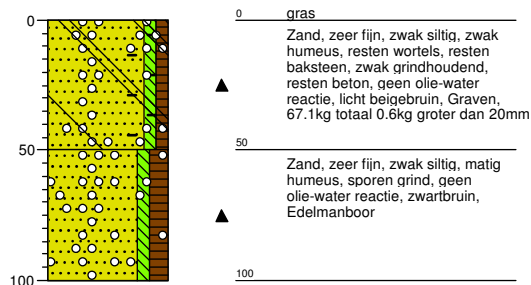 0
50
100
0
gras
Zand, zeer fijn, zwak siltig, zwak
humeus, resten wortels, resten
baksteen, zwak grindhoudend,
resten beton, geen olie-water
reactie, licht beigebruin, Graven,
67.1kg totaal 0.6kg groter dan 20mm
50
Zand, zeer fijn, zwak siltig, matig
humeus, sporen grind, geen
olie-water reactie, zwartbruin,
Edelmanboor
100